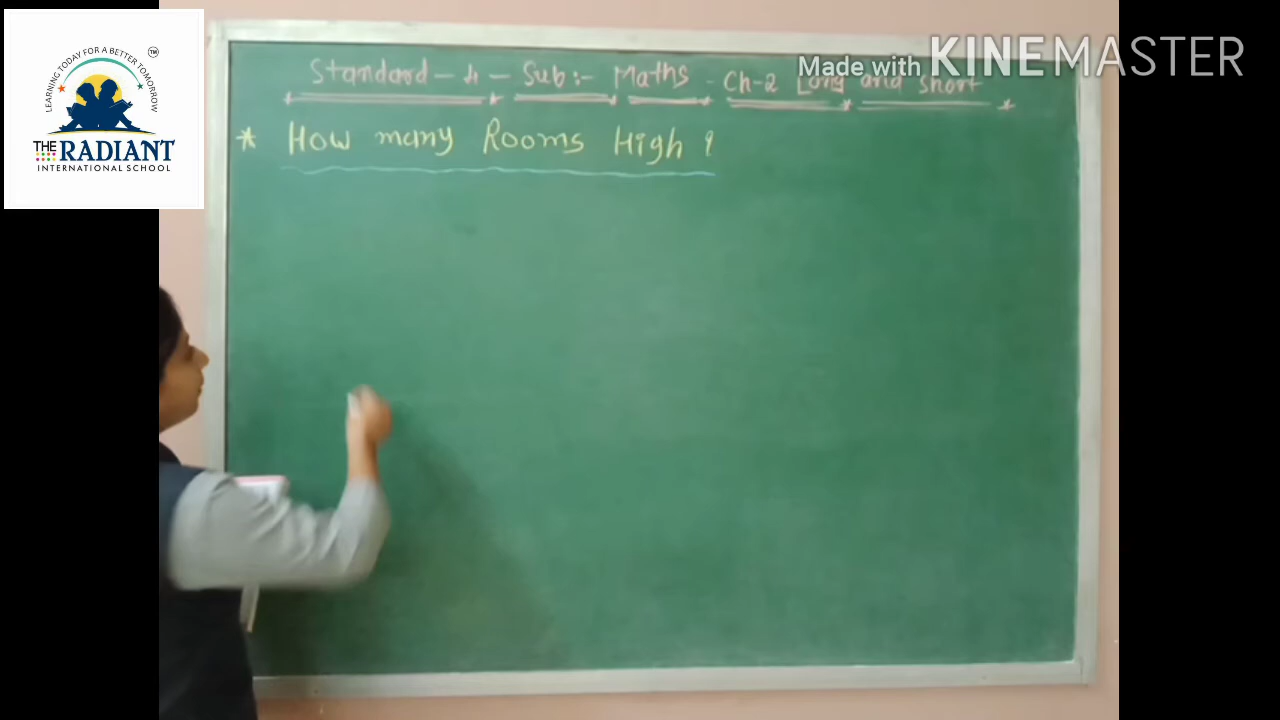 LEARNING TODAY FOR A BETTER TOMORROW
TM
THE RADIANT
INTERNATIONAL SCHOOL
Made with KINEMASTER
Standard - 4 - Sub:- Maths - Ch-2 Long and short
* How many Rooms High ?